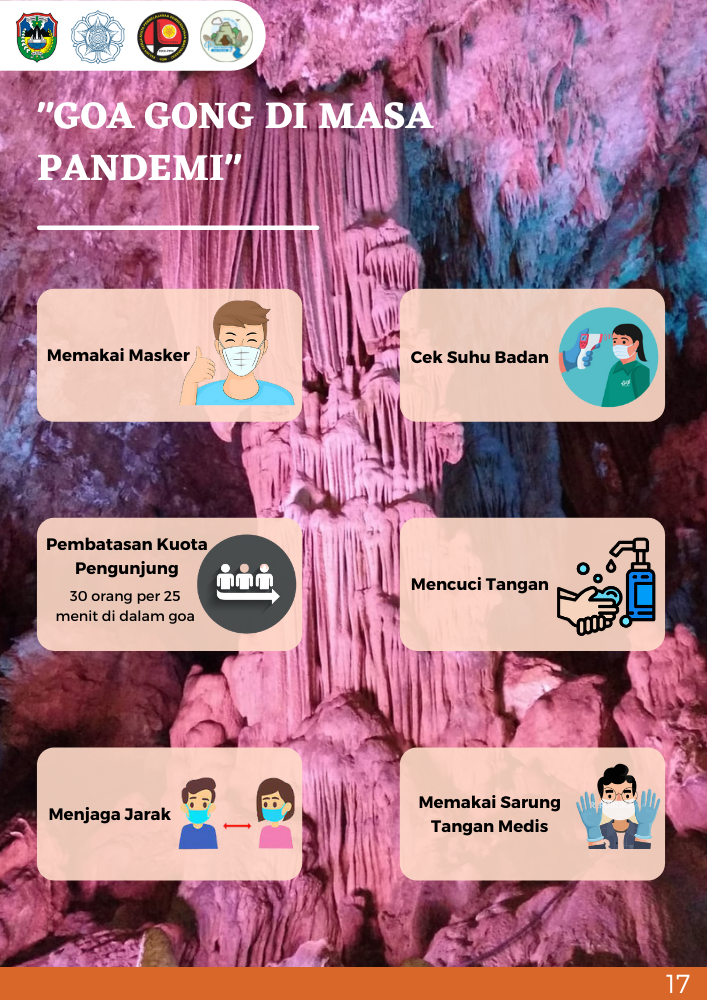 "GOA GONG DI MASA
PANDEMI"
Memakai Masker
Cek Suhu Badan
Pembatasan Kuota
Pengunjung
30 orang per 25
menit di dalam goa
Mencuci Tangan
Menjaga Jarak
Memakai Sarung
Tangan Medis
17